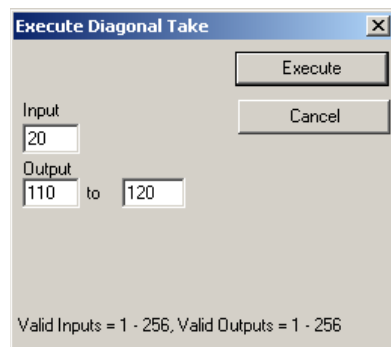 Execute Diagonal Take
Execute
Input
Cancel
20
Output
110 to 120
Valid Inputs = 1 - 256, Valid Outputs = 1 - 256